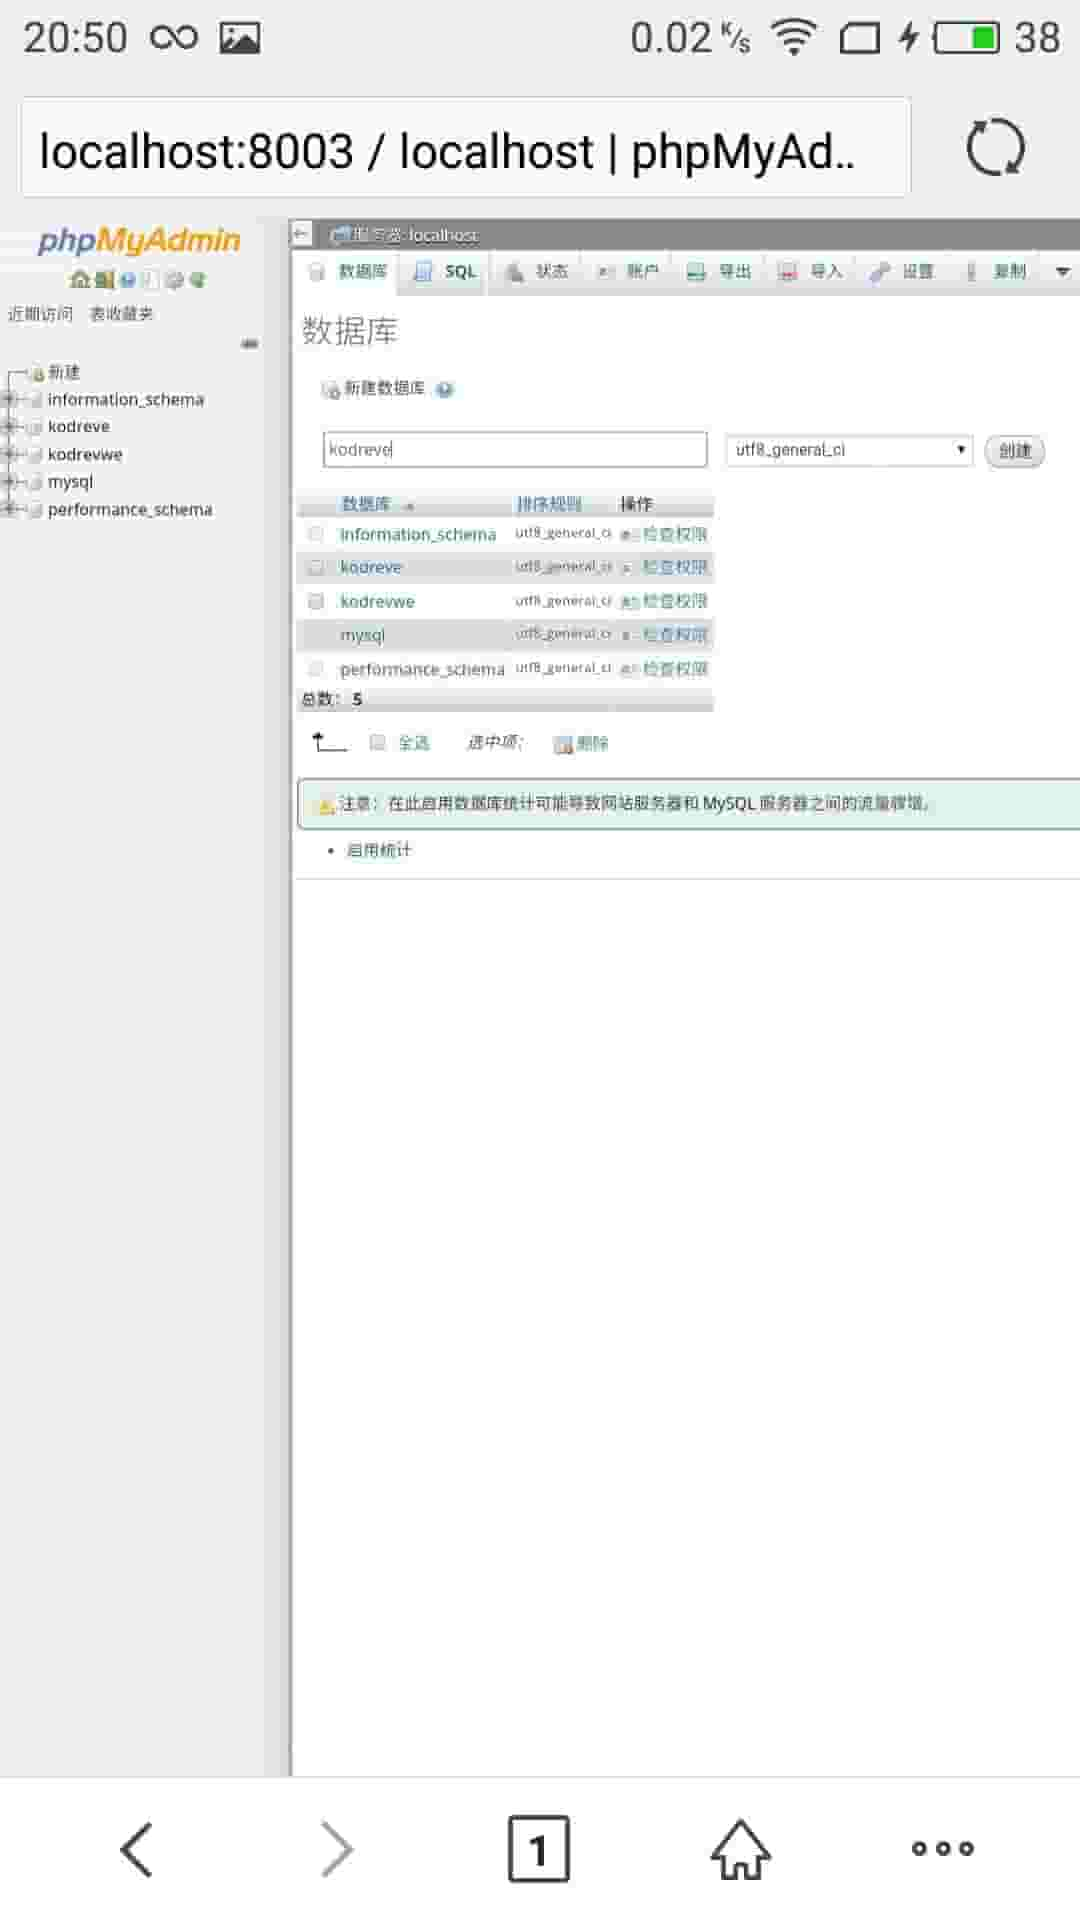 20:50 0.02 K/s 38
localhost:8003 / localhost | phpMyAd..
phpMyAdmin
近期访问 表收藏夹
新建
information_schema
kodreve
kodrevwe
mysql
performance_schema
服务器: localhost
数据库 SQL 状态 账户 导出 导入 设置 复制
数据库
新建数据库
kodreve utf8_general_ci 创建
数据库 排序规则 操作
information_schema utf8_general_ci 检查权限
kodreve utf8_general_ci 检查权限
kodrevwe utf8_general_ci 检查权限
mysql utf8_general_ci 检查权限
performance_schema utf8_general_ci 检查权限
总数: 5
全选 选中项: 删除
注意: 在此启用数据库统计可能导致网站服务器和 MySQL 服务器之间的流量骤增。
• 启用统计
1